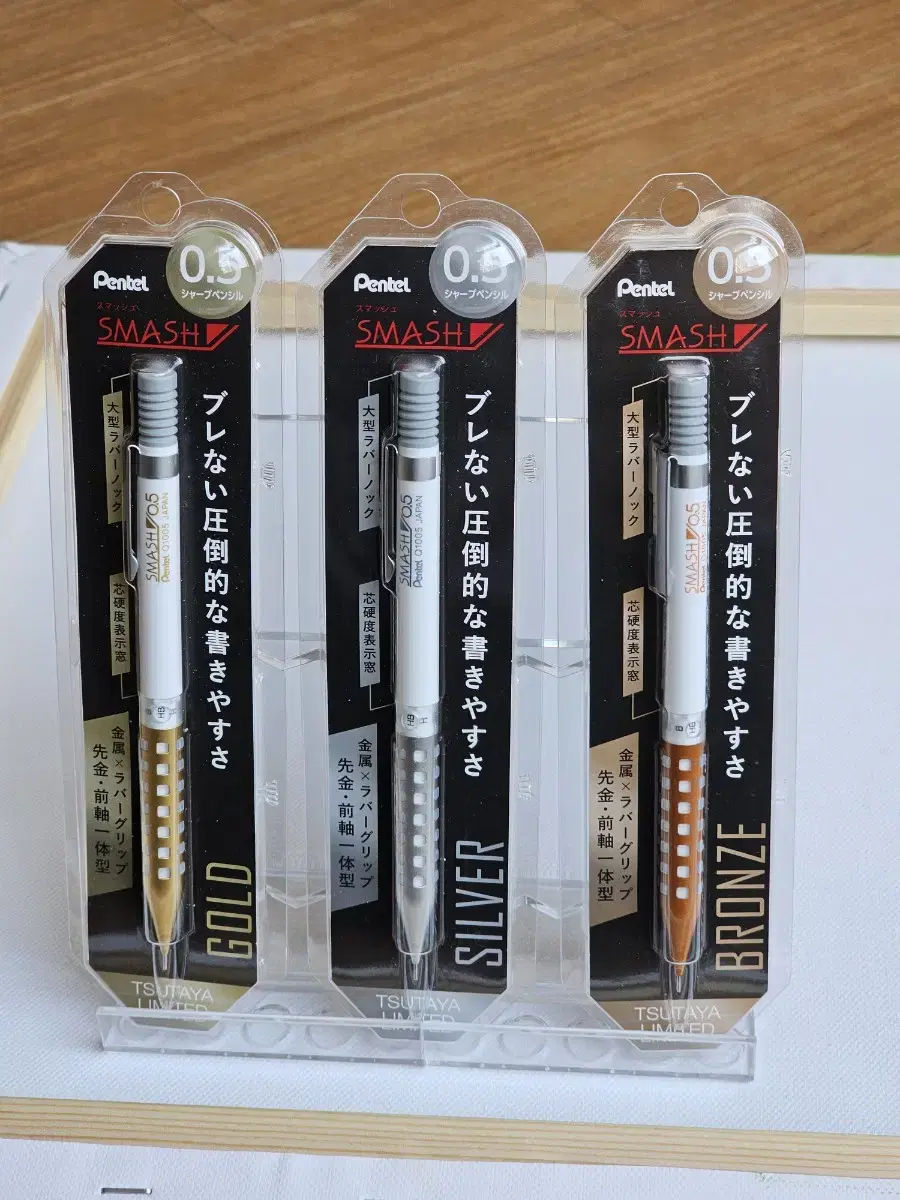 Pentel
0.5
シャープペンシル
スマッシュ
SMASH
大型ラバーノック
ブレない圧倒的な書きやすさ
SMASH 0.5
Pentel Q1005 JAPAN
芯硬度表示窓
B HB
金属×ラバーグリップ
先金・前軸一体型
GOLD
TSUTAYA
LIMITED
Pentel
0.5
シャープペンシル
スマッシュ
SMASH
大型ラバーノック
ブレない圧倒的な書きやすさ
SMASH 0.5
Pentel Q1005 JAPAN
芯硬度表示窓
HB H
金属×ラバーグリップ
先金・前軸一体型
SILVER
TSUTAYA
LIMITED
Pentel
0.5
シャープペンシル
スマッシュ
SMASH
大型ラバーノック
ブレない圧倒的な書きやすさ
SMASH 0.5
Pentel Q1005 JAPAN
芯硬度表示窓
B HB
金属×ラバーグリップ
先金・前軸一体型
BRONZE
TSUTAYA
LIMITED